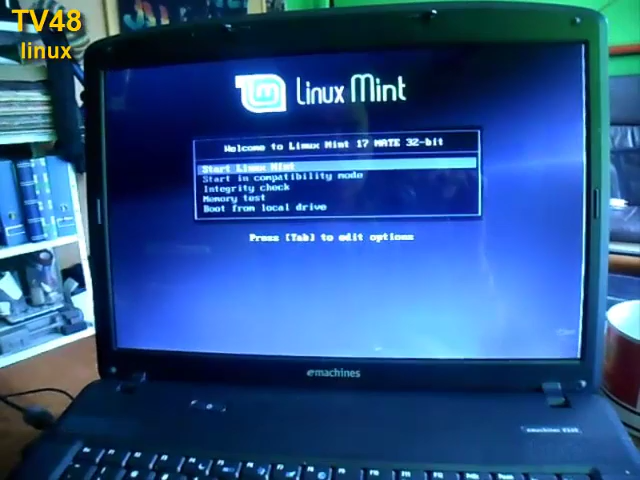 TV48
linux
Linux Mint
Welcome to Linux Mint 17 MATE 32-bit
Start Linux Mint
Start in compatibility mode
Integrity check
Memory test
Boot from local drive
Press [Tab] to edit options
emachines
emachines